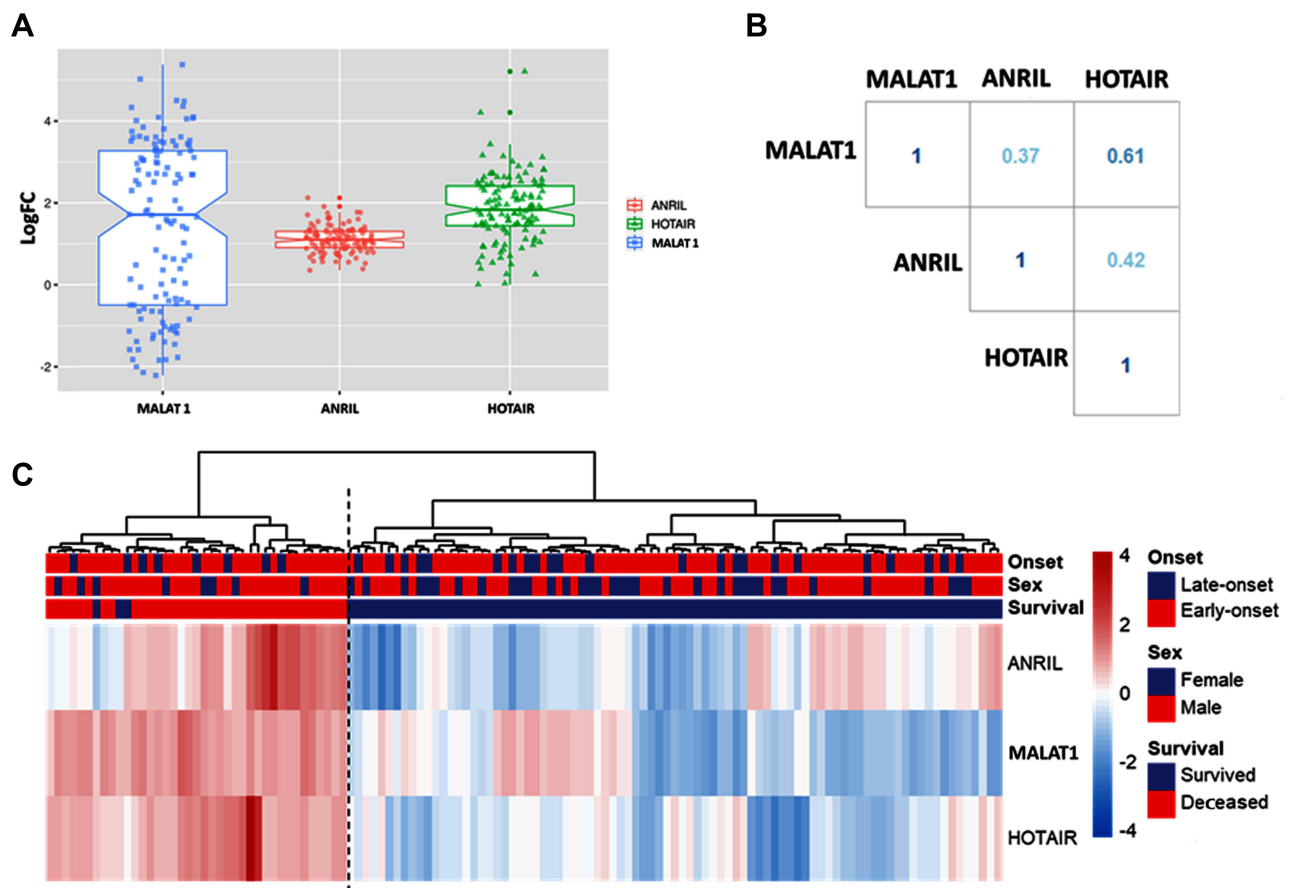 A
LogFC
4
2
0
-2
MALAT 1
ANRIL
HOTAIR
ANRIL
HOTAIR
MALAT 1
B
MALAT1 ANRIL HOTAIR
MALAT1 1 0.37 0.61
ANRIL 1 0.42
HOTAIR 1
C
Onset
Sex
Survival
ANRIL
MALAT1
HOTAIR
4
2
0
-2
-4
Onset
Late-onset
Early-onset
Sex
Female
Male
Survival
Survived
Deceased